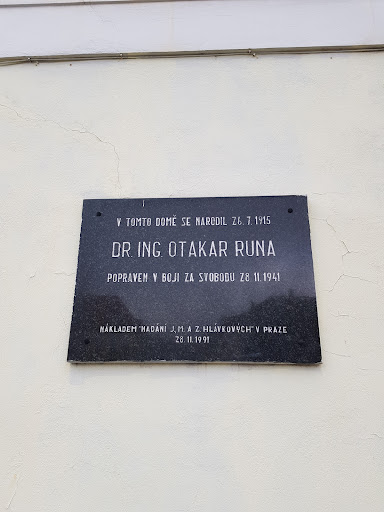 V TOMTO DOMĚ SE NARODIL 26.7.1915
DR. ING. OTAKAR RUNA
POPRAVEN V BOJI ZA SVOBODU 28.11.1941
NÁKLADEM "NADÁNÍ J. M. A Z. HLÁVKOVÝCH" V PRAZE
28.11.1991